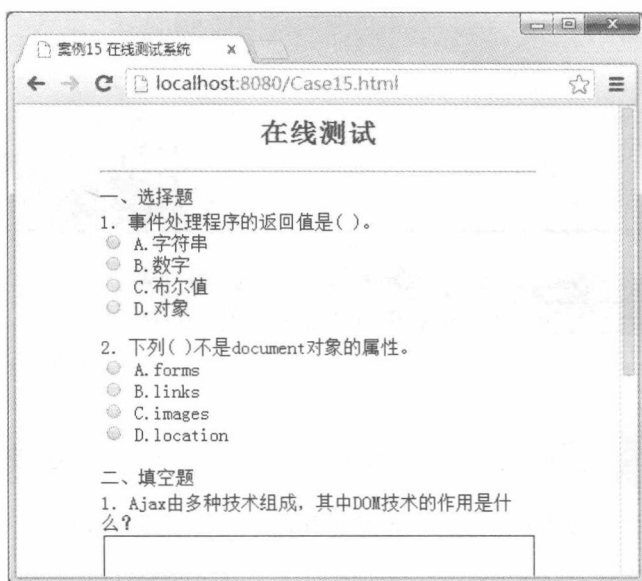 案例15 在线测试系统
localhost:8080/Case15.html
在线测试
一、选择题
1. 事件处理程序的返回值是( )。
A.字符串
B.数字
C.布尔值
D.对象
2. 下列( )不是document对象的属性。
A.forms
B.links
C.images
D.location
二、填空题
1. Ajax由多种技术组成，其中DOM技术的作用是什
么?